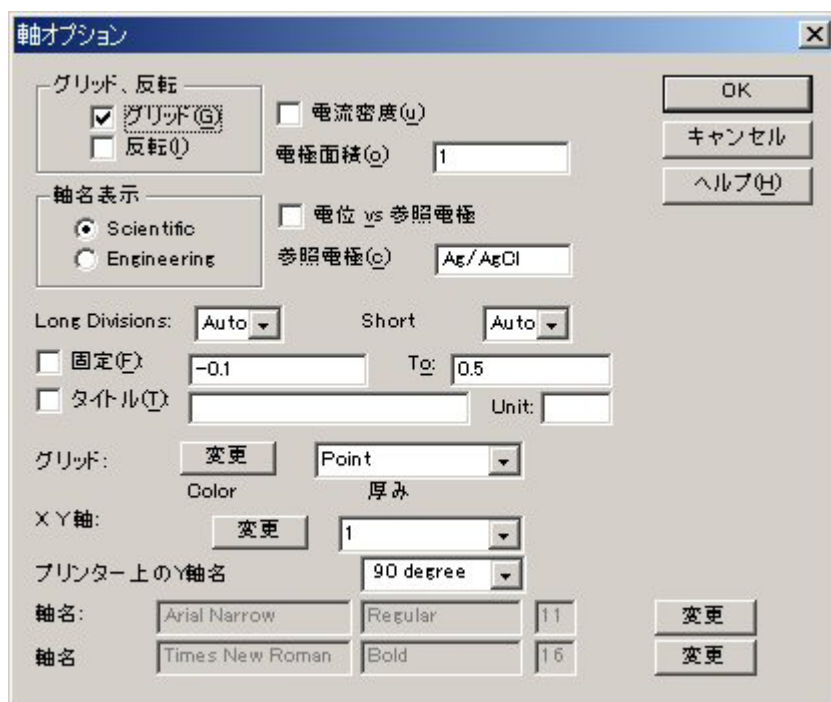 軸オプション
グリッド、反転
グリッド(G)
反転(I)
電流密度(u)
電極面積(o) 1
OK
キャンセル
ヘルプ(H)
軸名表示
Scientific
Engineering
電位 vs 参照電極
参照電極(c) Ag/AgCl
Long Divisions: Auto Short Auto
固定(F): -0.1 To: 0.5
タイトル(T): Unit:
グリッド: 変更 Point
Color 厚み
XY軸: 変更 1
プリンター上のY軸名 90 degree
軸名: Arial Narrow Regular 11 変更
軸名 Times New Roman Bold 16 変更